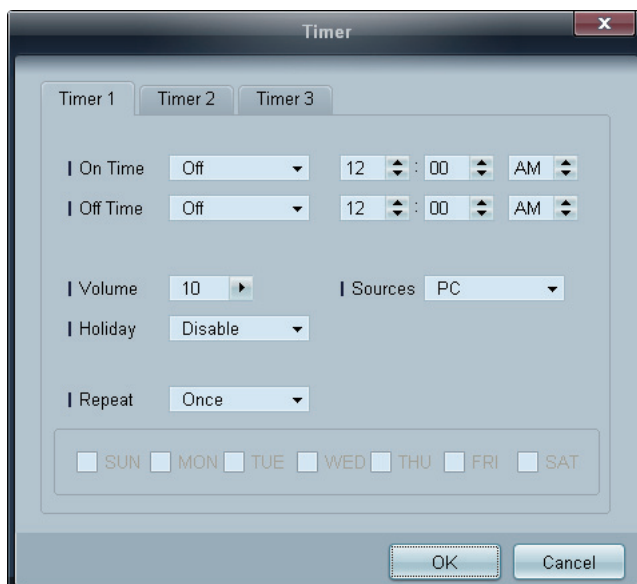 Timer
x
Timer 1 Timer 2 Timer 3
On Time Off 12 : 00 AM
Off Time Off 12 : 00 AM
Volume 10 Sources PC
Holiday Disable
Repeat Once
SUN MON TUE WED THU FRI SAT
OK Cancel